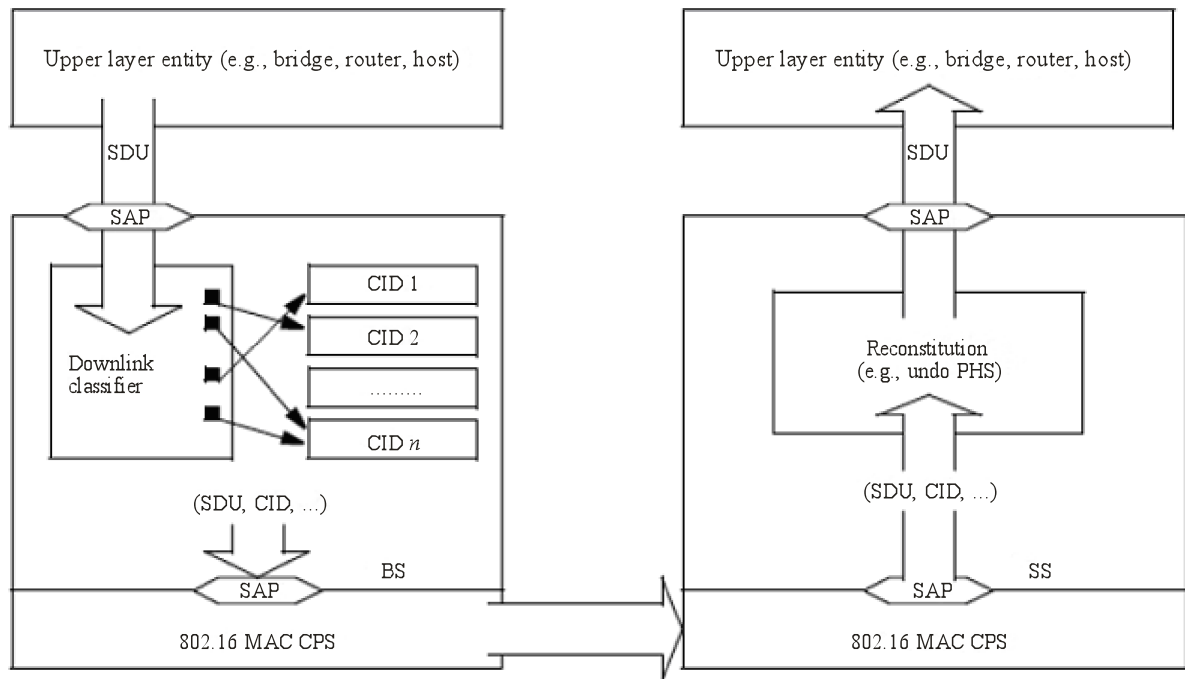 Upper layer entity (e.g., bridge, router, host)
SDU
SAP
Downlink
classifier
CID 1
CID 2
.........
CID n
(SDU, CID, ...)
SAP
BS
802.16 MAC CPS
Upper layer entity (e.g., bridge, router, host)
SDU
SAP
Reconstitution
(e.g., undo PHS)
(SDU, CID, ...)
SAP
SS
802.16 MAC CPS